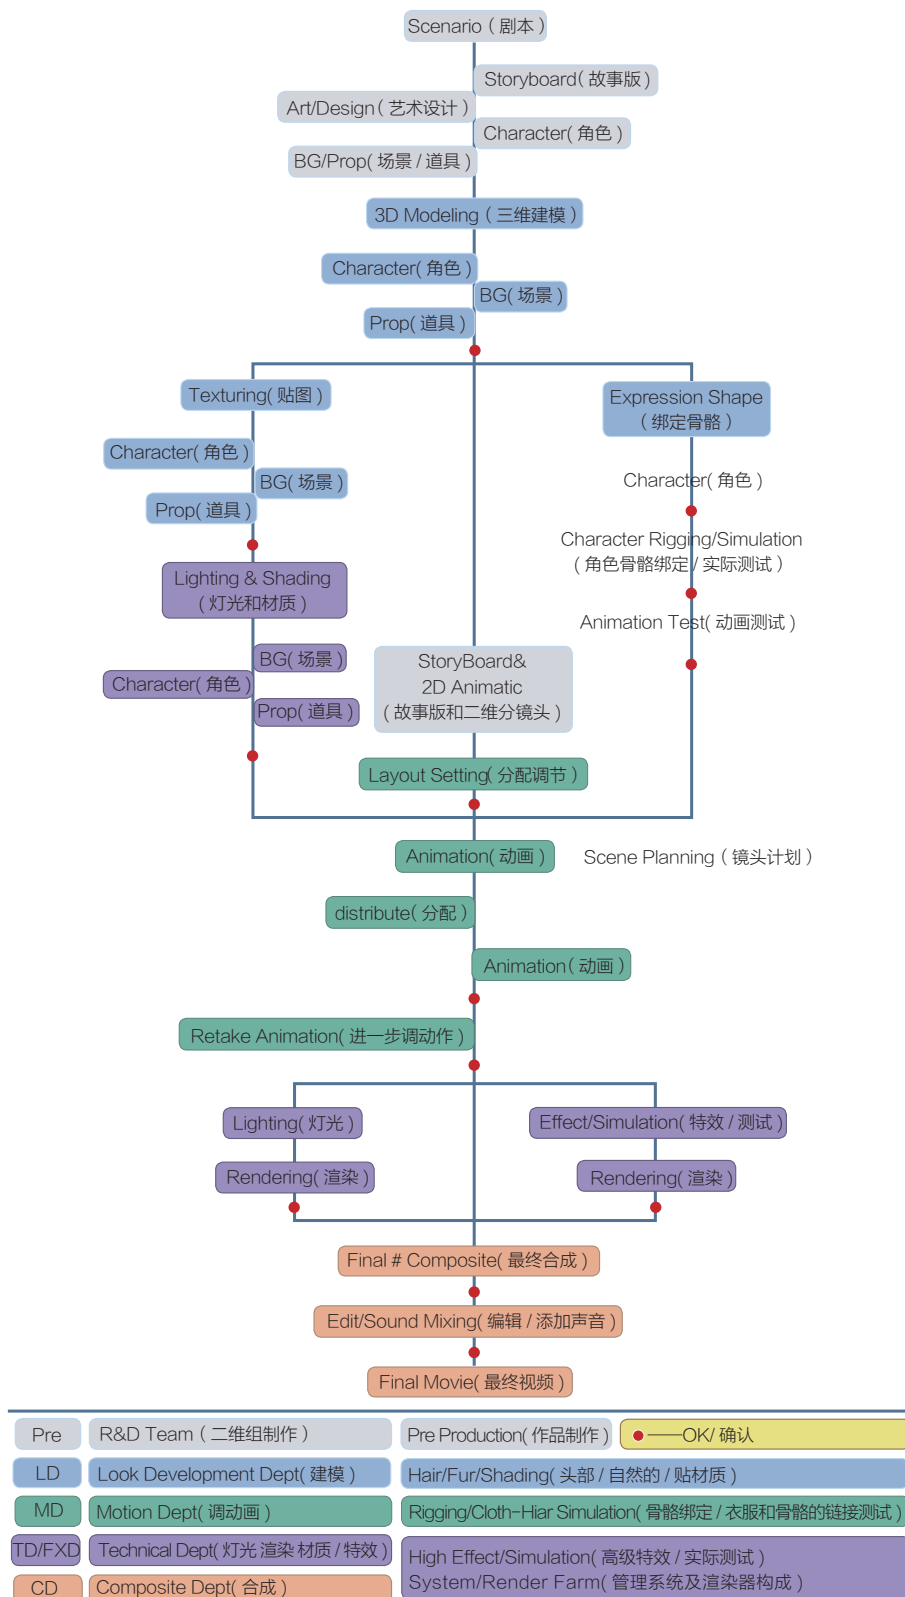 Scenario（剧本）
Storyboard（故事版）
Art/Design（艺术设计）
Character（角色）
BG/Prop（场景/道具）
3D Modeling（三维建模）
Character（角色）
BG（场景）
Prop（道具）
Texturing（贴图）
Expression Shape
（绑定骨骼）
Character（角色）
BG（场景）
Character（角色）
Prop（道具）
Character Rigging/Simulation
（角色骨骼绑定/实际测试）
Lighting & Shading
（灯光和材质）
Animation Test（动画测试）
BG（场景）
Character（角色）
Prop（道具）
StoryBoard&
2D Animatic
（故事版和二维分镜头）
Layout Setting（分配调节）
Animation（动画）
Scene Planning（镜头计划）
distribute（分配）
Animation（动画）
Retake Animation（进一步调动作）
Lighting（灯光）
Effect/Simulation（特效/测试）
Rendering（渲染）
Rendering（渲染）
Final # Composite（最终合成）
Edit/Sound Mixing（编辑/添加声音）
Final Movie（最终视频）
Pre R&D Team（二维组制作） Pre Production（作品制作） ——OK/确认
LD Look Development Dept（建模） Hair/Fur/Shading（头部/自然的/贴材质）
MD Motion Dept（调动画） Rigging/Cloth-Hiar Simulation（骨骼绑定/衣服和骨骼的链接测试）
TD/FXD Technical Dept（灯光 渲染 材质/特效） High Effect/Simulation（高级特效/实际测试）
CD Composite Dept（合成） System/Render Farm（管理系统及渲染器构成）